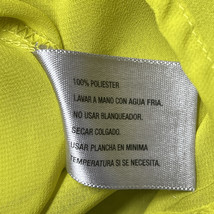 100% POLIESTER
LAVAR A MANO CON AGUA FRIA.
NO USAR BLANQUEADOR.
SECAR COLGADO.
USAR PLANCHA EN MINIMA
TEMPERATURA SI SE NECESITA.